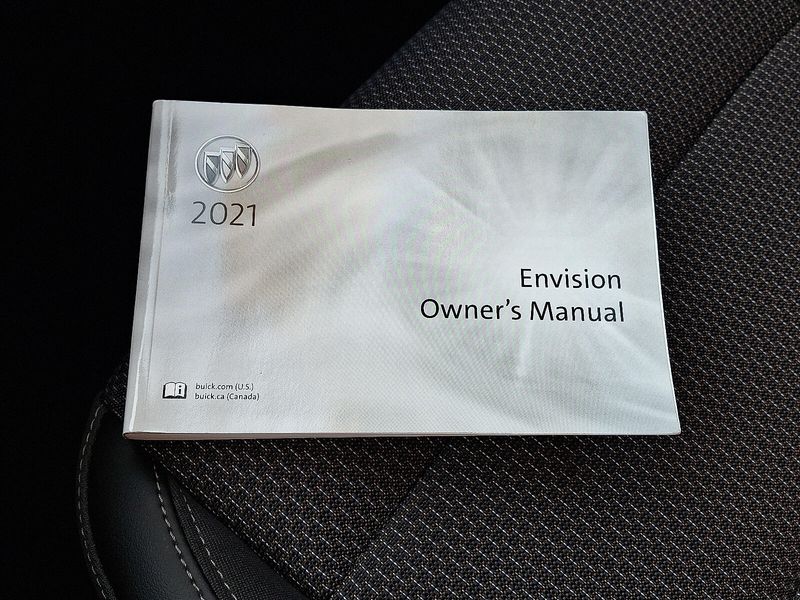 2021
Envision
Owner's Manual
buick.com (U.S.)
buick.ca (Canada)